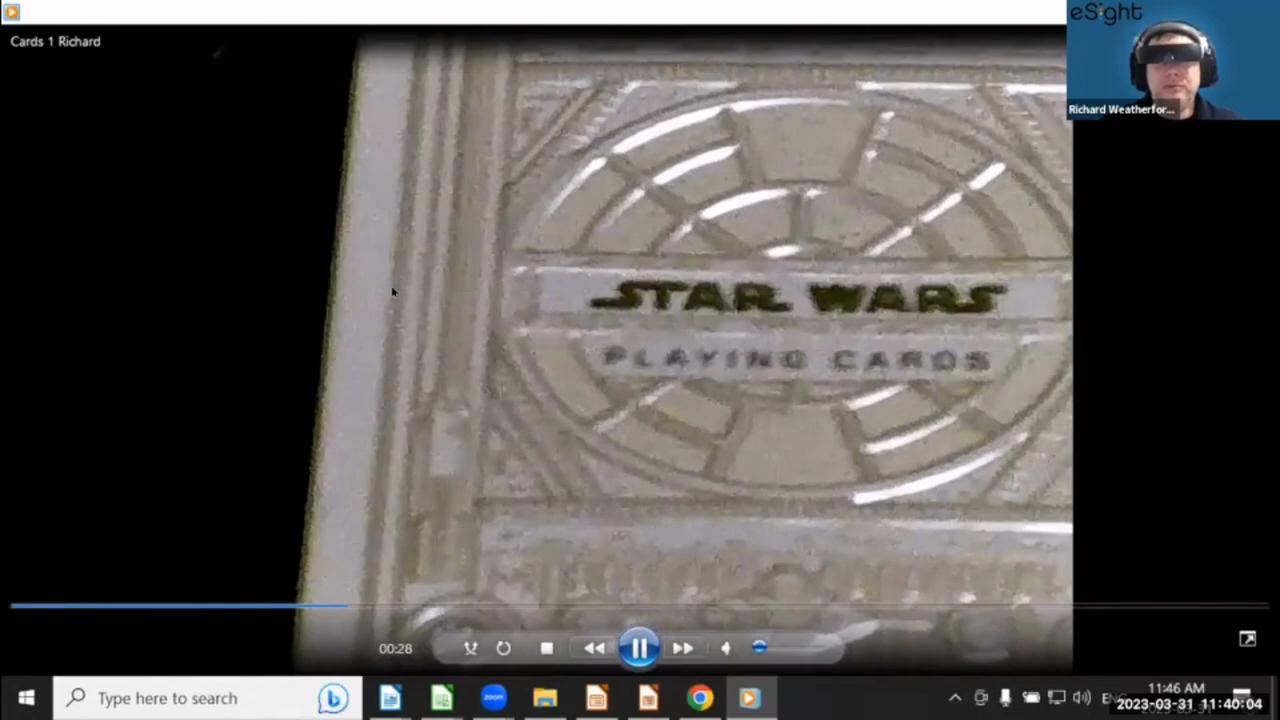 eSight
Cards 1 Richard
Richard Weatherfor...
STAR WARS
PLAYING CARDS
00:28
Type here to search
zoom
11:46 AM
2023-03-31 11:40:04